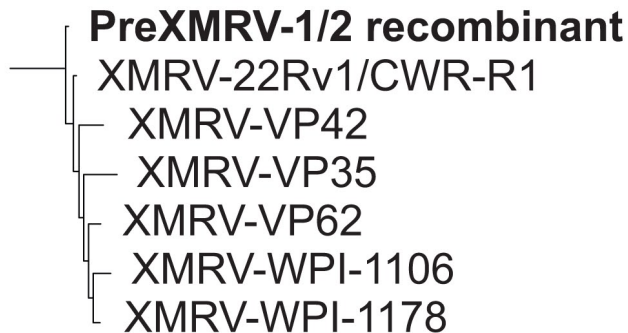 PreXMRV-1/2 recombinant
XMRV-22Rv1/CWR-R1
XMRV-VP42
XMRV-VP35
XMRV-VP62
XMRV-WPI-1106
XMRV-WPI-1178